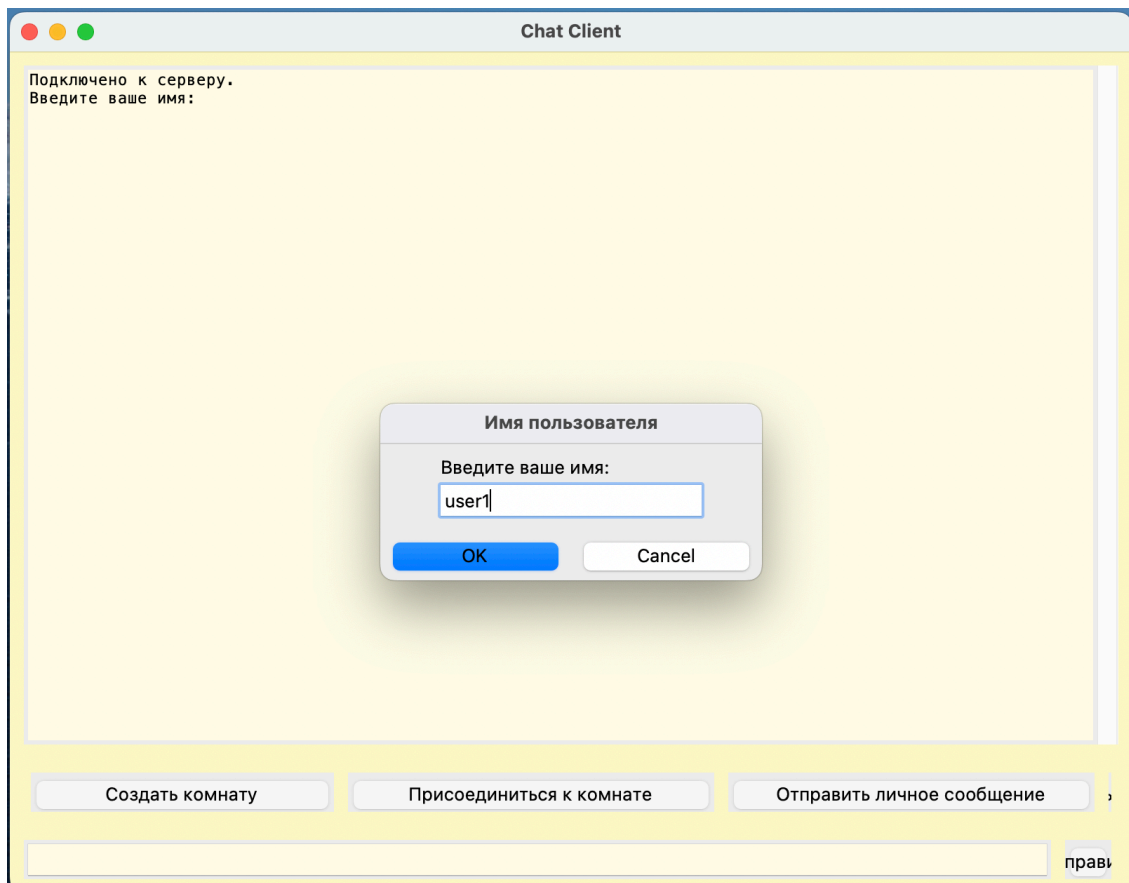 Chat Client
Подключено к серверу.
Введите ваше имя:
Имя пользователя
Введите ваше имя:
user1
OK Cancel
Создать комнату Присоединиться к комнате Отправить личное сообщение